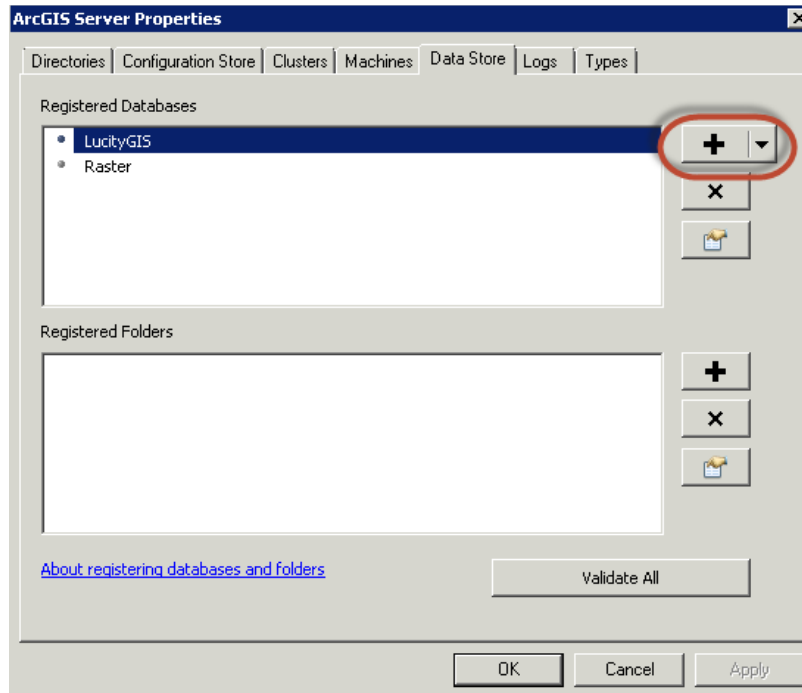 ArcGIS Server Properties
Directories Configuration Store Clusters Machines Data Store Logs Types
Registered Databases
LucityGIS
Raster
Registered Folders
About registering databases and folders
Validate All
OK Cancel Apply